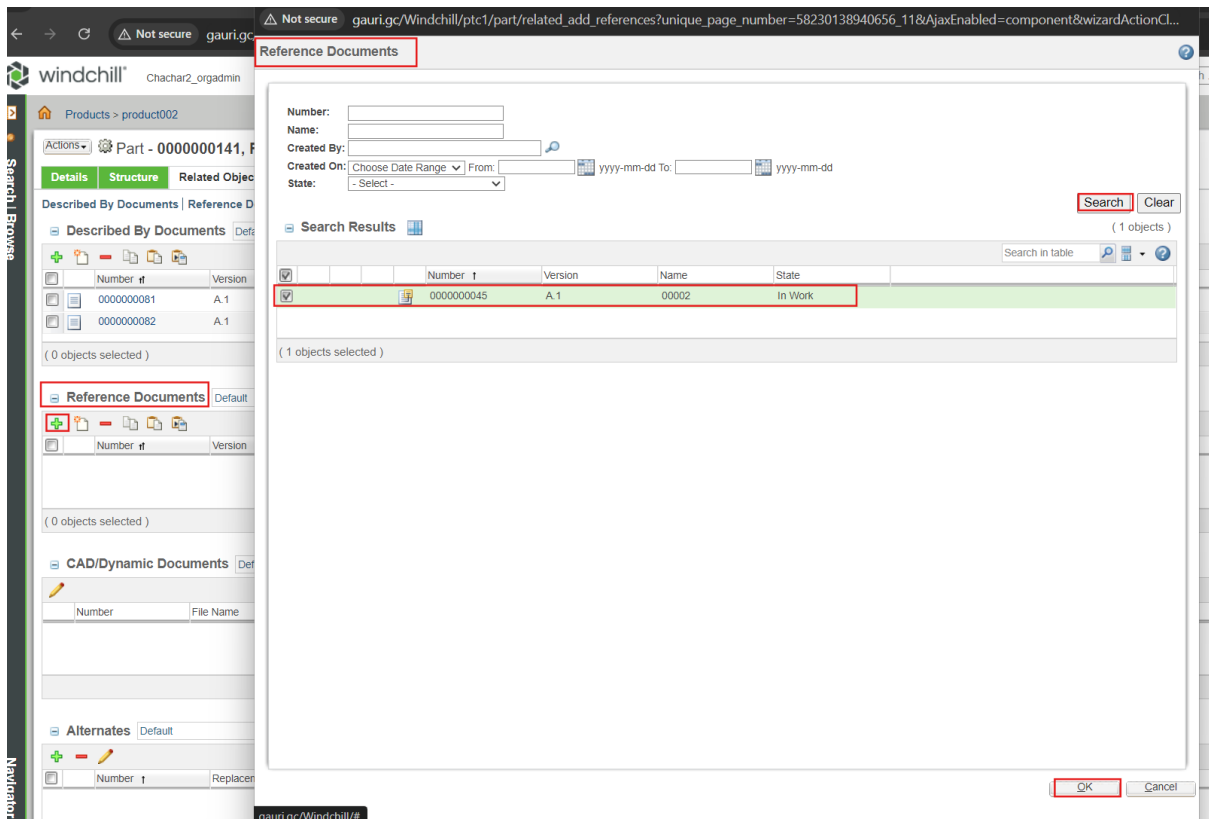 Not secure gauri.gc/Windchill/ptc1/part/related_add_references?unique_page_number=58230138940656_11&AjaxEnabled=component&wizardActionCl...
Not secure gauri.gc
Reference Documents
windchill Chachar2_orgadmin
Products > product002
Actions Part - 0000000141,
Details Structure Related Objec
Described By Documents Reference D
Described By Documents Defa
Number Version
0000000081 A.1
0000000082 A.1
( 0 objects selected )
Reference Documents Default
Number Version
( 0 objects selected )
CAD/Dynamic Documents Def
Number File Name
Alternates Default
Number Replacem
Search | Browse
Navigator
Number:
Name:
Created By:
Created On: Choose Date Range From: yyyy-mm-dd To: yyyy-mm-dd
State: - Select -
Search Clear
Search Results ( 1 objects )
Search in table
Number Version Name State
0000000045 A.1 00002 In Work
( 1 objects selected )
OK Cancel
gauri.gc/Windchill/#